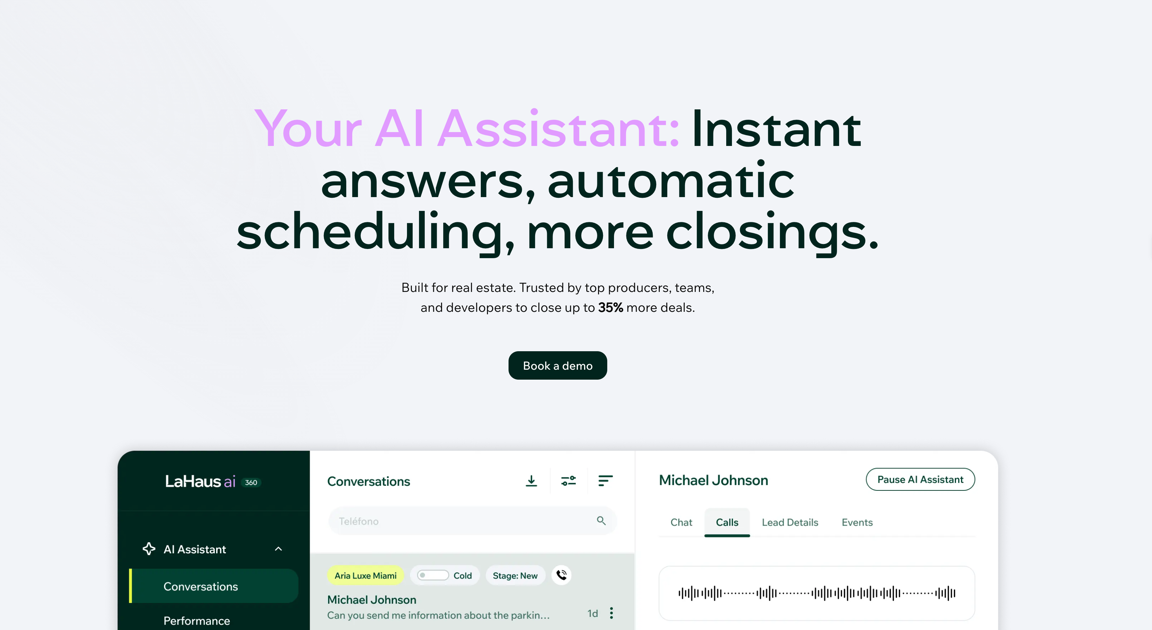 Your AI Assistant: Instant
answers, automatic
scheduling, more closings.
Built for real estate. Trusted by top producers, teams,
and developers to close up to 35% more deals.
Book a demo
LaHaus ai 360
AI Assistant
Conversations
Performance
Conversations
Teléfono
Aria Luxe Miami
Cold
Stage: New
Michael Johnson
Can you send me information about the parkin...
1d
Michael Johnson
Pause AI Assistant
Chat
Calls
Lead Details
Events